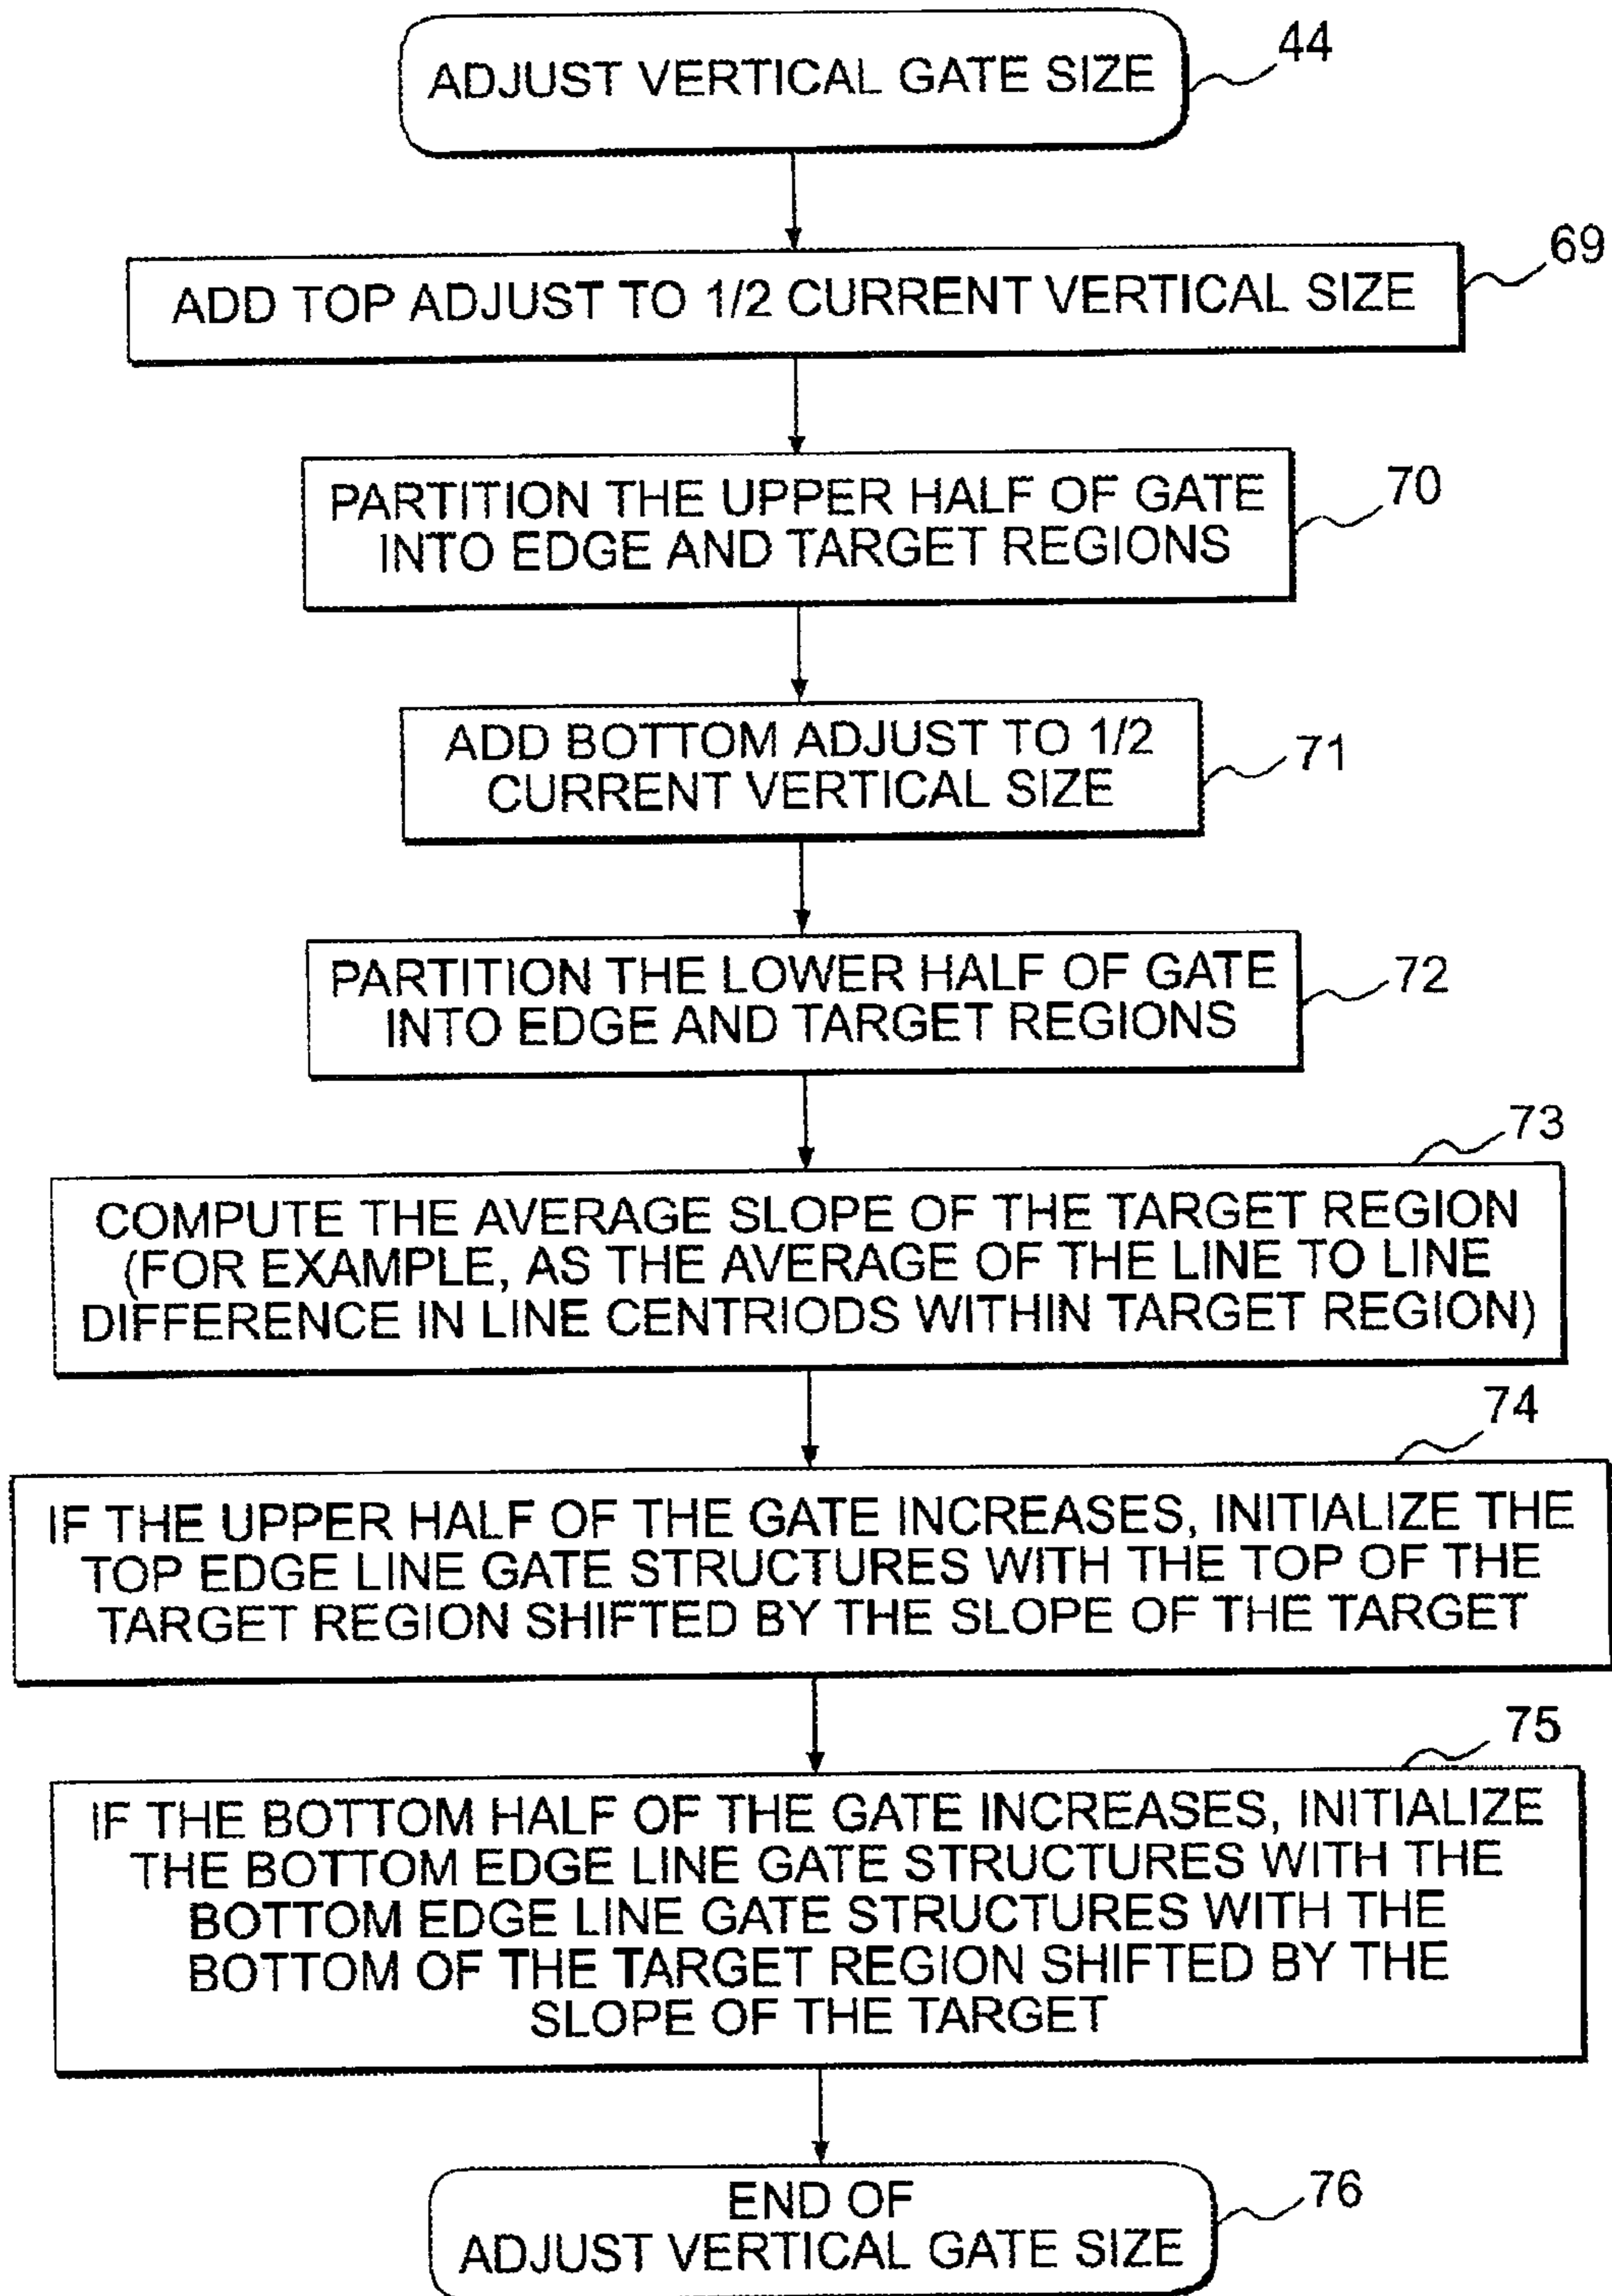 ADJUST VERTICAL GATE SIZE
44
ADD TOP ADJUST TO 1/2 CURRENT VERTICAL SIZE
69
PARTITION THE UPPER HALF OF GATE
INTO EDGE AND TARGET REGIONS
70
ADD BOTTOM ADJUST TO 1/2
CURRENT VERTICAL SIZE
71
PARTITION THE LOWER HALF OF GATE
INTO EDGE AND TARGET REGIONS
72
73
COMPUTE THE AVERAGE SLOPE OF THE TARGET REGION
(FOR EXAMPLE, AS THE AVERAGE OF THE LINE TO LINE
DIFFERENCE IN LINE CENTRIODS WITHIN TARGET REGION)
74
IF THE UPPER HALF OF THE GATE INCREASES, INITIALIZE THE
TOP EDGE LINE GATE STRUCTURES WITH THE TOP OF THE
TARGET REGION SHIFTED BY THE SLOPE OF THE TARGET
75
IF THE BOTTOM HALF OF THE GATE INCREASES, INITIALIZE
THE BOTTOM EDGE LINE GATE STRUCTURES WITH THE
BOTTOM EDGE LINE GATE STRUCTURES WITH THE
BOTTOM OF THE TARGET REGION SHIFTED BY THE
SLOPE OF THE TARGET
END OF
ADJUST VERTICAL GATE SIZE
76